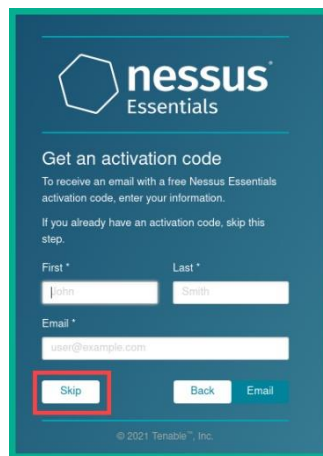 nessus
Essentials
Get an activation code
To receive an email with a free Nessus Essentials
activation code, enter your information.
If you already have an activation code, skip this
step.
First * Last *
John Smith
Email *
user@example.com
Skip Back Email
© 2021 Tenable™, Inc.